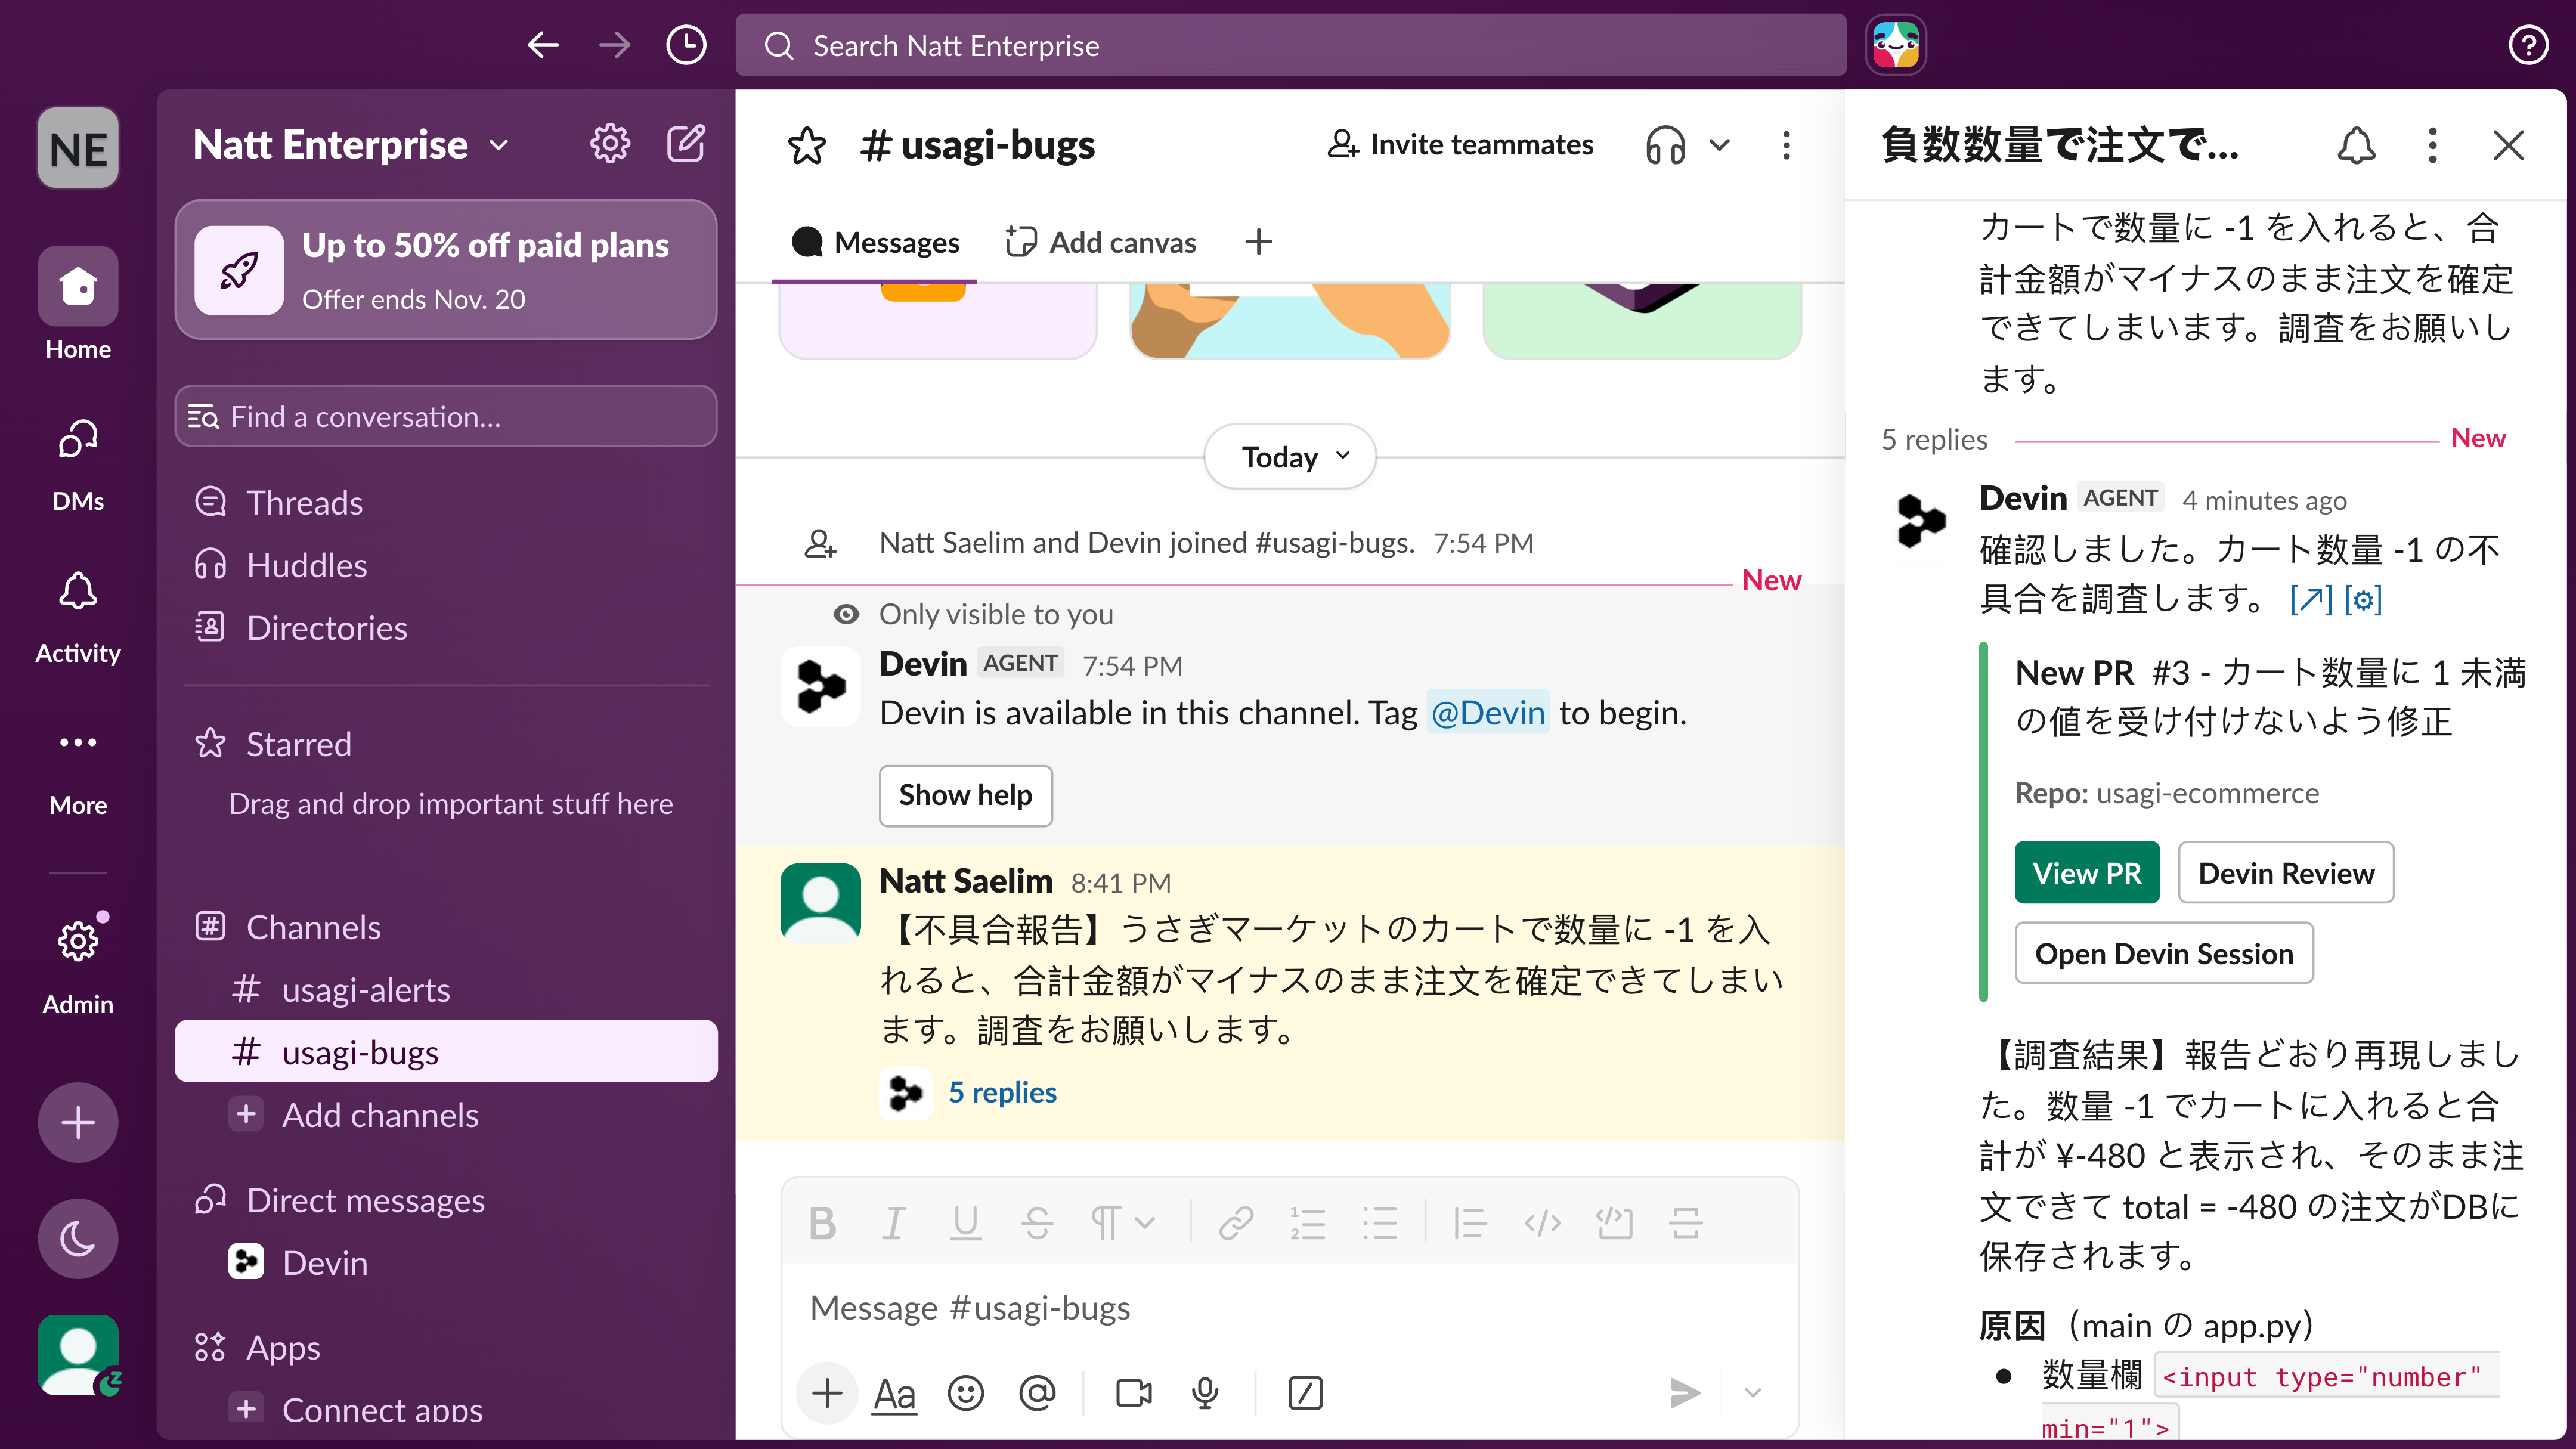 Search Natt Enterprise
NE
Home
DMs
Activity
More
Admin
Natt Enterprise
Up to 50% off paid plans
Offer ends Nov. 20
Find a conversation...
Threads
Huddles
Directories
Starred
Drag and drop important stuff here
Channels
# usagi-alerts
# usagi-bugs
Add channels
Direct messages
Devin
Apps
Connect apps
# usagi-bugs
Invite teammates
Messages
Add canvas
Today
Natt Saelim and Devin joined #usagi-bugs. 7:54 PM
New
Only visible to you
Devin AGENT 7:54 PM
Devin is available in this channel. Tag @Devin to begin.
Show help
Natt Saelim 8:41 PM
【不具合報告】うさぎマーケットのカートで数量に -1 を入
れると、合計金額がマイナスのまま注文を確定できてしまい
ます。調査をお願いします。
5 replies
Message #usagi-bugs
負数数量で注文で...
カートで数量に -1 を入れると、合
計金額がマイナスのまま注文を確定
できてしまいます。調査をお願いし
ます。
5 replies
New
Devin AGENT 4 minutes ago
確認しました。カート数量 -1 の不
具合を調査します。 [↗] [⚙]
New PR #3 - カート数量に 1 未満
の値を受け付けないよう修正
Repo: usagi-ecommerce
View PR
Devin Review
Open Devin Session
【調査結果】報告どおり再現しまし
た。数量 -1 でカートに入れると合
計が ¥-480 と表示され、そのまま注
文できて total = -480 の注文がDBに
保存されます。
原因（main の app.py）
● 数量欄 <input type="number"
min="1">